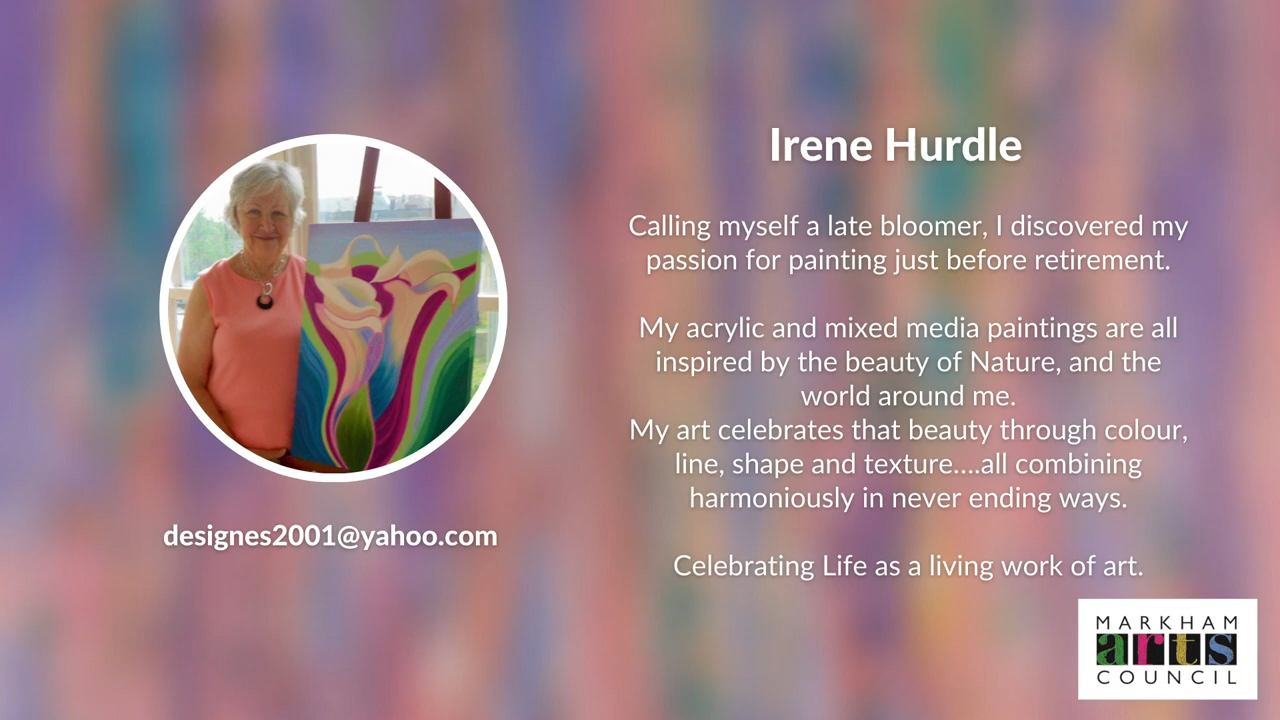 Irene Hurdle
Calling myself a late bloomer, I discovered my
passion for painting just before retirement.
My acrylic and mixed media paintings are all
inspired by the beauty of Nature, and the
world around me.
My art celebrates that beauty through colour,
line, shape and texture....all combining
harmoniously in never ending ways.
Celebrating Life as a living work of art.
designes2001@yahoo.com
MARKHAM
arts
COUNCIL